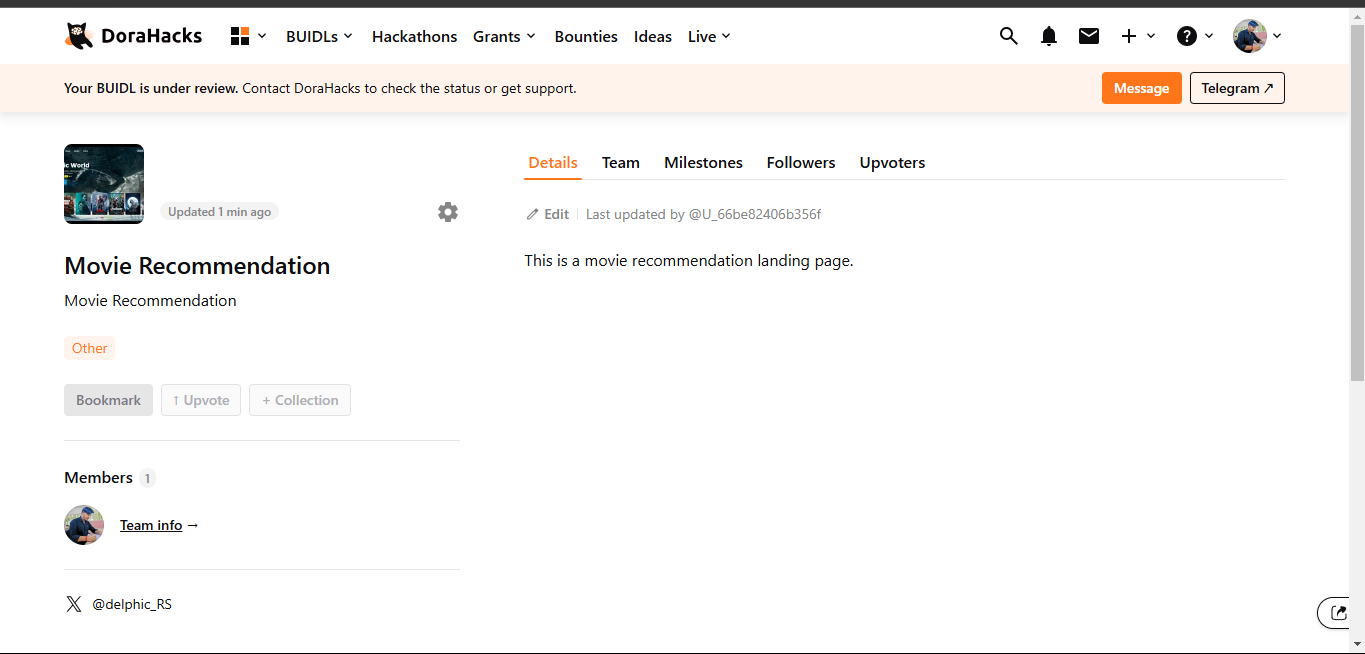 DoraHacks
BUIDLs
Hackathons
Grants
Bounties
Ideas
Live
Your BUIDL is under review. Contact DoraHacks to check the status or get support.
Message
Telegram ↗
ic World
Updated 1 min ago
Movie Recommendation
Movie Recommendation
Other
Bookmark
↑ Upvote
+ Collection
Members 1
Team info →
@delphic_RS
Details
Team
Milestones
Followers
Upvoters
Edit
Last updated by @U_66be82406b356f
This is a movie recommendation landing page.